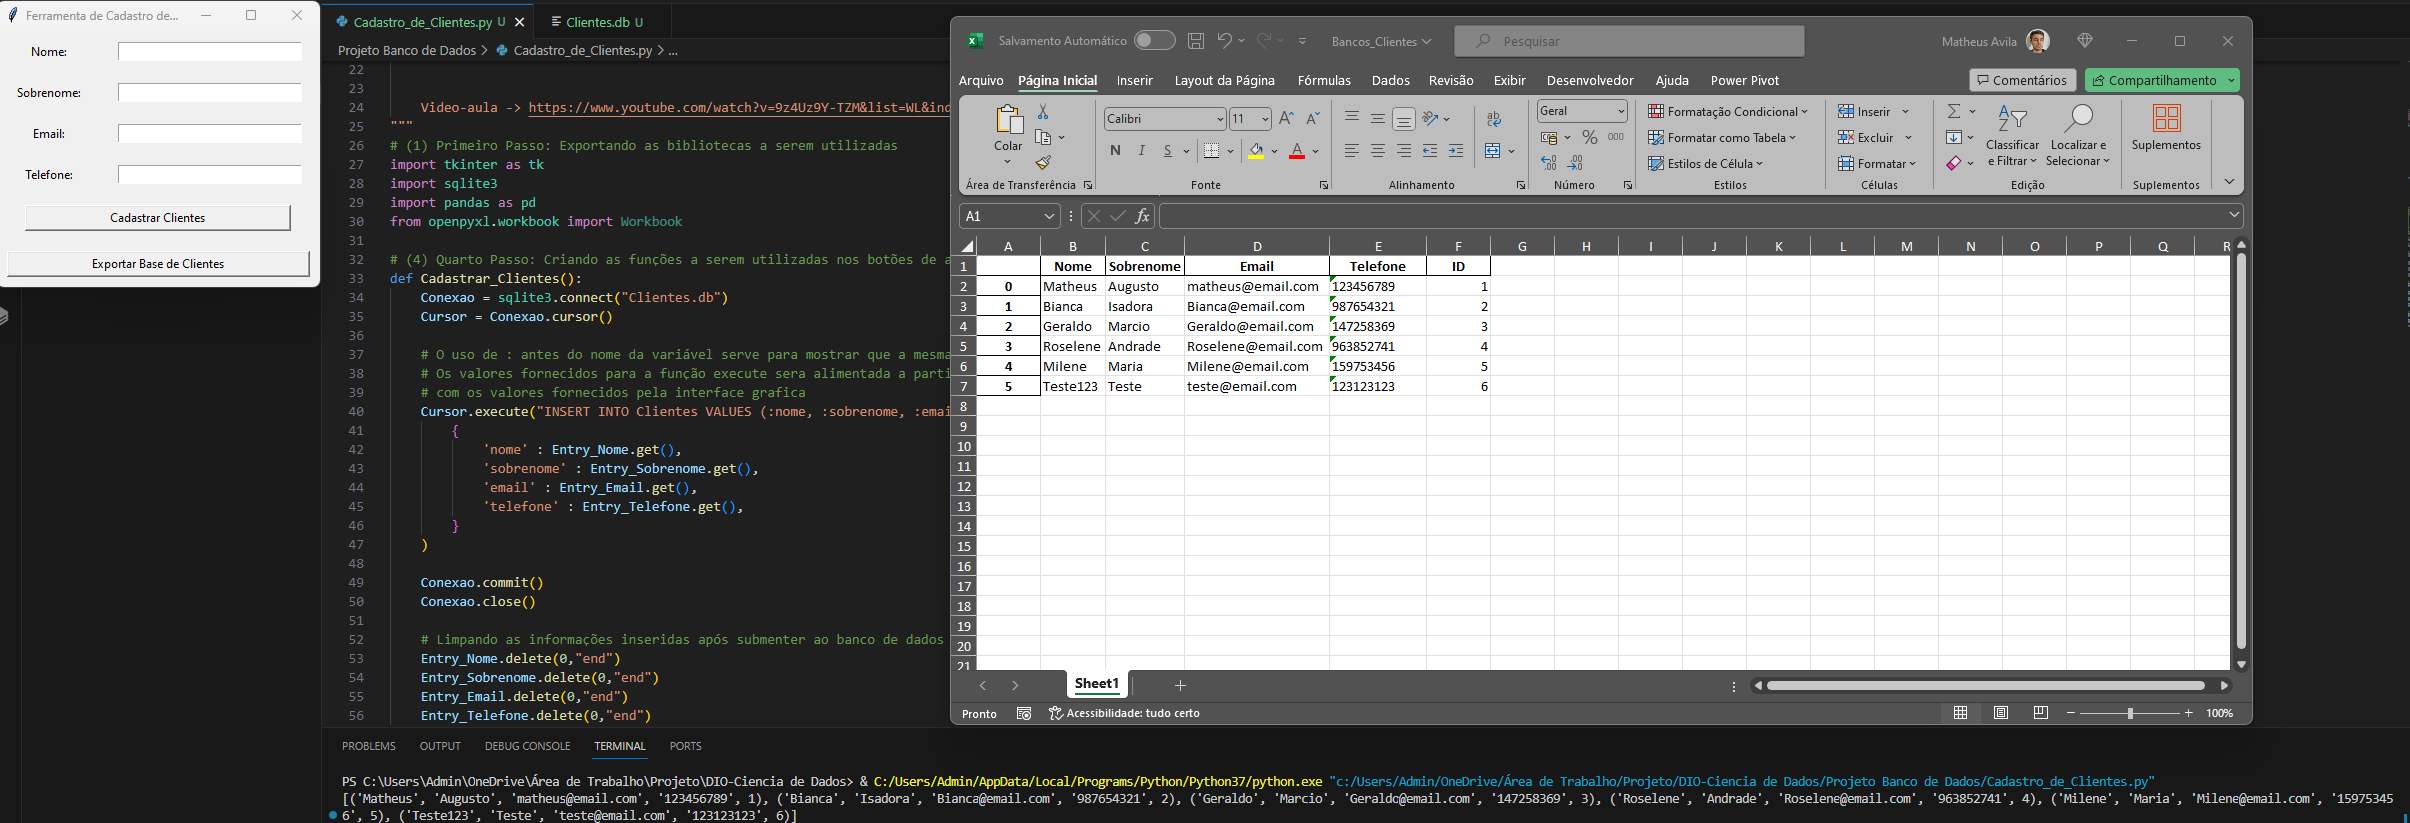 Ferramenta de Cadastro de...
Nome:
Sobrenome:
Email:
Telefone:
Cadastrar Clientes
Exportar Base de Clientes
Cadastro_de_Clientes.py U
Clientes.db U
Projeto Banco de Dados > Cadastro_de_Clientes.py > ...
22
23
24 Video-aula -> https://www.youtube.com/watch?v=9z4Uz9Y-TZM&list=WL&ind
25 """
26 # (1) Primeiro Passo: Exportando as bibliotecas a serem utilizadas
27 import tkinter as tk
28 import sqlite3
29 import pandas as pd
30 from openpyxl.workbook import Workbook
31
32 # (4) Quarto Passo: Criando as funções a serem utilizadas nos botões de a
33 def Cadastrar_Clientes():
34 Conexao = sqlite3.connect("Clientes.db")
35 Cursor = Conexao.cursor()
36
37 # O uso de : antes do nome da variável serve para mostrar que a mesma
38 # Os valores fornecidos para a função execute sera alimentada a parti
39 # com os valores fornecidos pela interface grafica
40 Cursor.execute("INSERT INTO Clientes VALUES (:nome, :sobrenome, :emai
41 {
42 'nome' : Entry_Nome.get(),
43 'sobrenome' : Entry_Sobrenome.get(),
44 'email' : Entry_Email.get(),
45 'telefone' : Entry_Telefone.get(),
46 }
47 )
48
49 Conexao.commit()
50 Conexao.close()
51
52 # Limpando as informações inseridas após submenter ao banco de dados
53 Entry_Nome.delete(0,"end")
54 Entry_Sobrenome.delete(0,"end")
55 Entry_Email.delete(0,"end")
56 Entry_Telefone.delete(0,"end")
Salvamento Automático
Bancos_Clientes
Pesquisar
Matheus Avila
Arquivo Página Inicial Inserir Layout da Página Fórmulas Dados Revisão Exibir Desenvolvedor Ajuda Power Pivot
Comentários
Compartilhamento
Colar
Área de Transferência
Calibri 11
N I S
Fonte
ab
Alinhamento
Geral
% 000
Número
Formatação Condicional
Formatar como Tabela
Estilos de Célula
Estilos
Inserir
Excluir
Formatar
Células
Classificar e Filtrar
Localizar e Selecionar
Edição
Suplementos
Suplementos
A1
fx
A B C D E F G H I J K L M N O P Q R
1 Nome Sobrenome Email Telefone ID
2 0 Matheus Augusto matheus@email.com 123456789 1
3 1 Bianca Isadora Bianca@email.com 987654321 2
4 2 Geraldo Marcio Geraldo@email.com 147258369 3
5 3 Roselene Andrade Roselene@email.com 963852741 4
6 4 Milene Maria Milene@email.com 159753456 5
7 5 Teste123 Teste teste@email.com 123123123 6
8
9
10
11
12
13
14
15
16
17
18
19
20
21
Sheet1
Pronto
Acessibilidade: tudo certo
100%
PROBLEMS OUTPUT DEBUG CONSOLE TERMINAL PORTS
PS C:\Users\Admin\OneDrive\Área de Trabalho\Projeto\DIO-Ciencia de Dados> & C:/Users/Admin/AppData/Local/Programs/Python/Python37/python.exe "c:/Users/Admin/OneDrive/Área de Trabalho/Projeto/DIO-Ciencia de Dados/Projeto Banco de Dados/Cadastro_de_Clientes.py"
[('Matheus', 'Augusto', 'matheus@email.com', '123456789', 1), ('Bianca', 'Isadora', 'Bianca@email.com', '987654321', 2), ('Geraldo', 'Marcio', 'Geraldo@email.com', '147258369', 3), ('Roselene', 'Andrade', 'Roselene@email.com', '963852741', 4), ('Milene', 'Maria', 'Milene@email.com', '15975345
6', 5), ('Teste123', 'Teste', 'teste@email.com', '123123123', 6)]